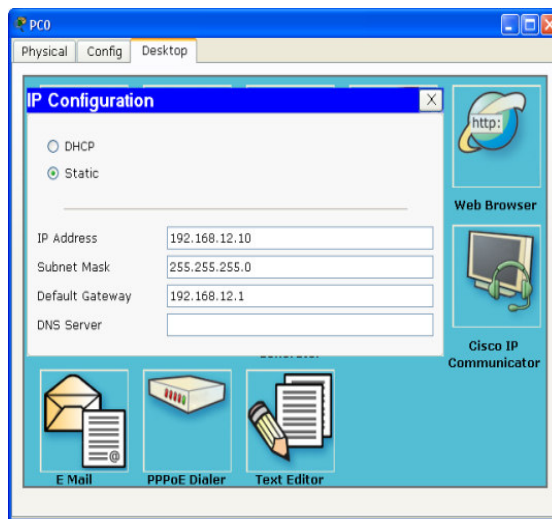 PC0
Physical Config Desktop
IP Configuration
X
DHCP
Static
IP Address 192.168.12.10
Subnet Mask 255.255.255.0
Default Gateway 192.168.12.1
DNS Server
http:
Web Browser
Cisco IP
Communicator
@
E Mail PPPoE Dialer Text Editor